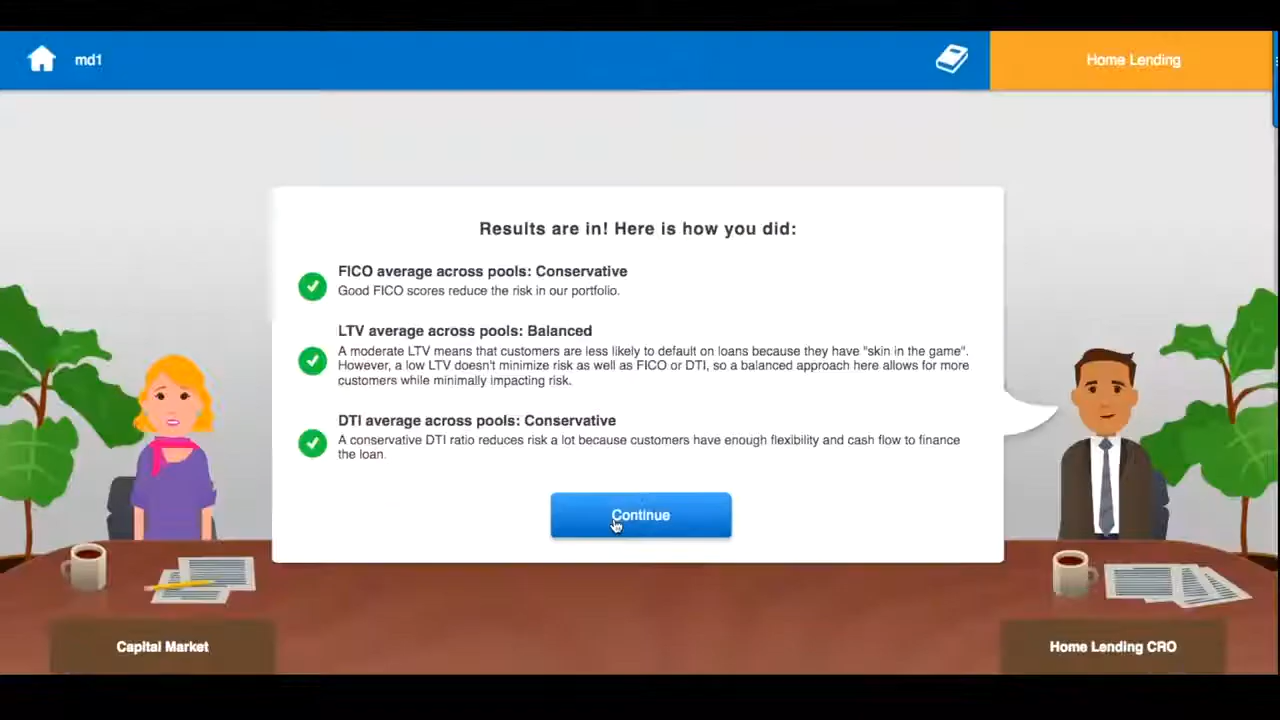 md1
Home Lending
Results are in! Here is how you did:
FICO average across pools: Conservative
Good FICO scores reduce the risk in our portfolio.
LTV average across pools: Balanced
A moderate LTV means that customers are less likely to default on loans because they have "skin in the game".
However, a low LTV doesn't minimize risk as well as FICO or DTI, so a balanced approach here allows for more
customers while minimally impacting risk.
DTI average across pools: Conservative
A conservative DTI ratio reduces risk a lot because customers have enough flexibility and cash flow to finance
the loan.
Continue
Capital Market
Home Lending CRO